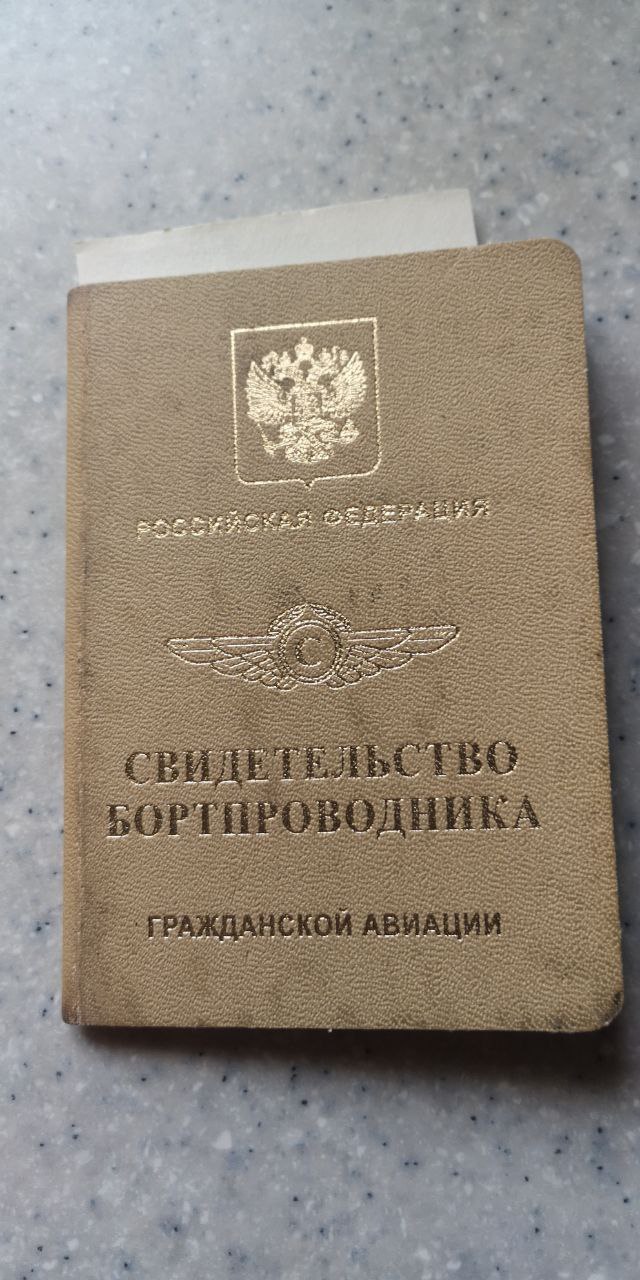 РОССИЙСКАЯ ФЕДЕРАЦИЯ
С
СВИДЕТЕЛЬСТВО
БОРТПРОВОДНИКА
ГРАЖДАНСКОЙ АВИАЦИИ